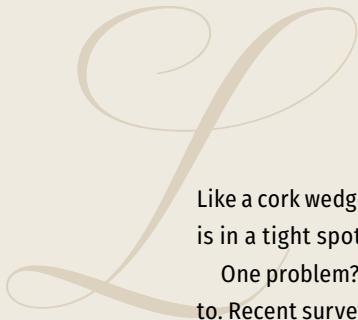 L
Like a cork wedg
is in a tight spot
One problem?
to. Recent surve